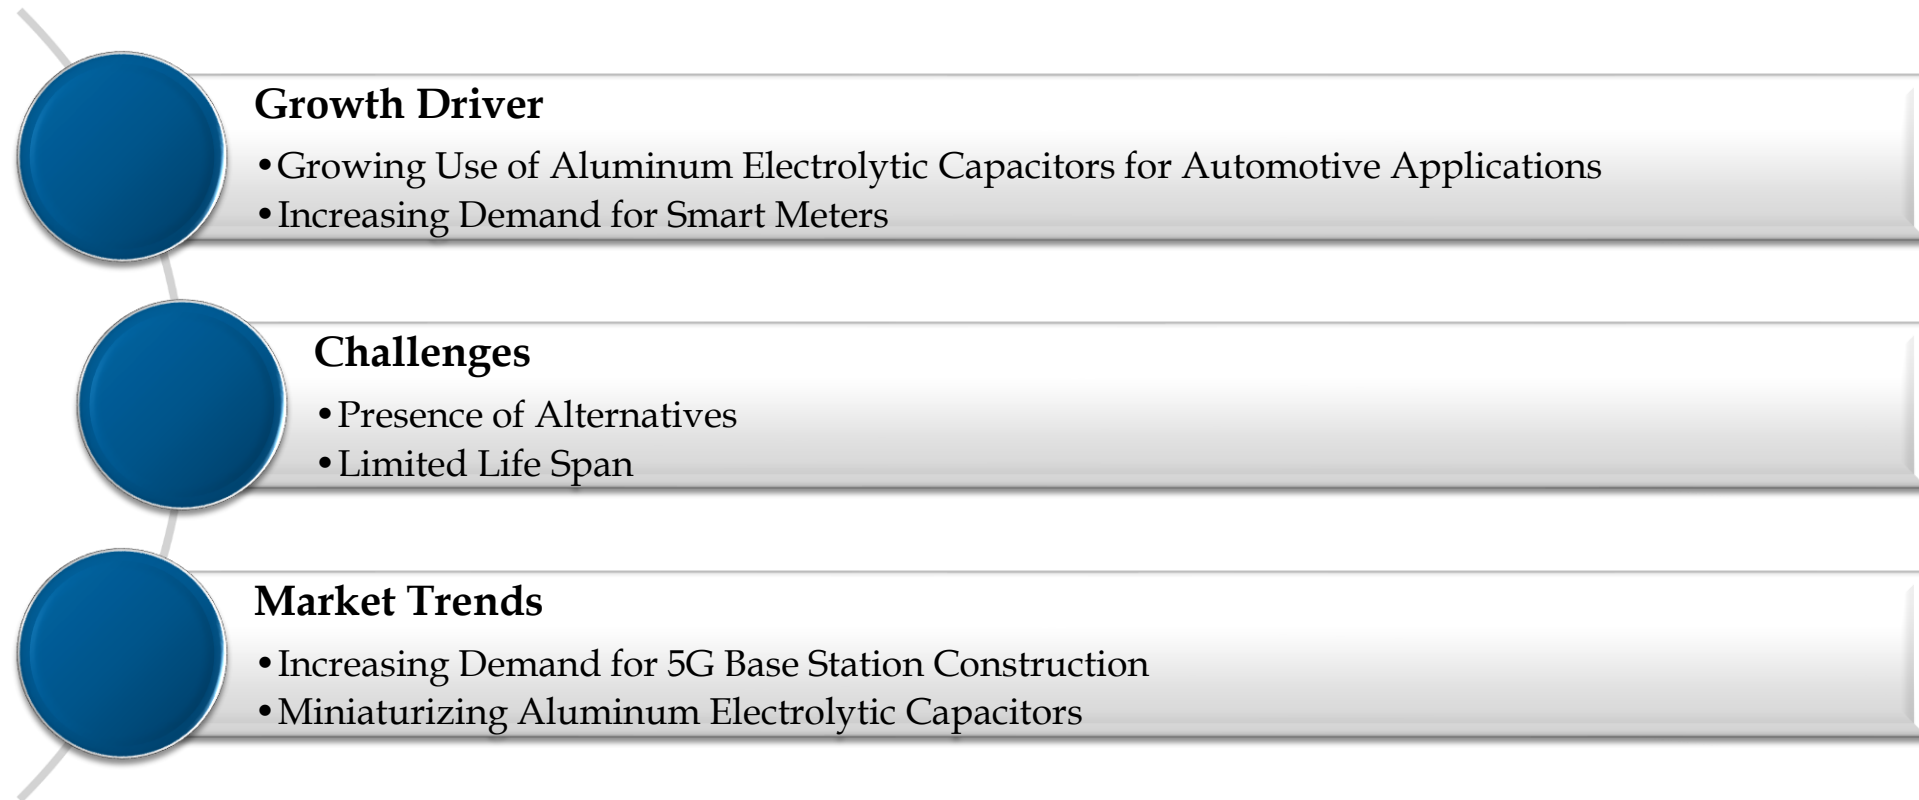 Growth Driver
•Growing Use of Aluminum Electrolytic Capacitors for Automotive Applications
•Increasing Demand for Smart Meters
Challenges
•Presence of Alternatives
•Limited Life Span
Market Trends
•Increasing Demand for 5G Base Station Construction
•Miniaturizing Aluminum Electrolytic Capacitors